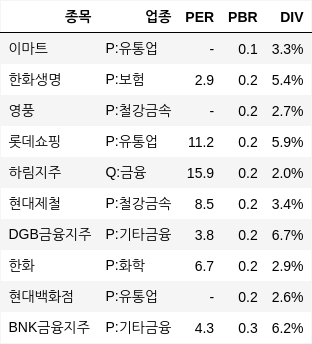 종목 업종 PER PBR DIV
이마트 P:유통업 - 0.1 3.3%
한화생명 P:보험 2.9 0.2 5.4%
영풍 P:철강금속 - 0.2 2.7%
롯데쇼핑 P:유통업 11.2 0.2 5.9%
하림지주 Q:금융 15.9 0.2 2.0%
현대제철 P:철강금속 8.5 0.2 3.4%
DGB금융지주 P:기타금융 3.8 0.2 6.7%
한화 P:화학 6.7 0.2 2.9%
현대백화점 P:유통업 - 0.2 2.6%
BNK금융지주 P:기타금융 4.3 0.3 6.2%